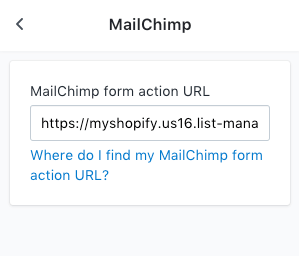 MailChimp
MailChimp form action URL
https://myshopify.us16.list-mana
Where do I find my MailChimp form
action URL?